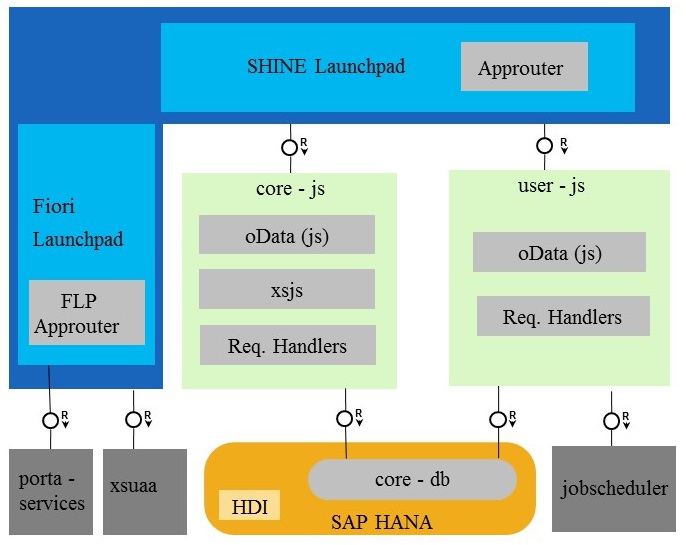 SHINE Launchpad
Approuter
R
R
core - js
user - js
Fiori
Launchpad
oData (js)
oData (js)
xsjs
FLP
Approuter
Req. Handlers
Req. Handlers
R
R
R
R
R
porta -
services
xsuaa
core - db
HDI
SAP HANA
jobscheduler